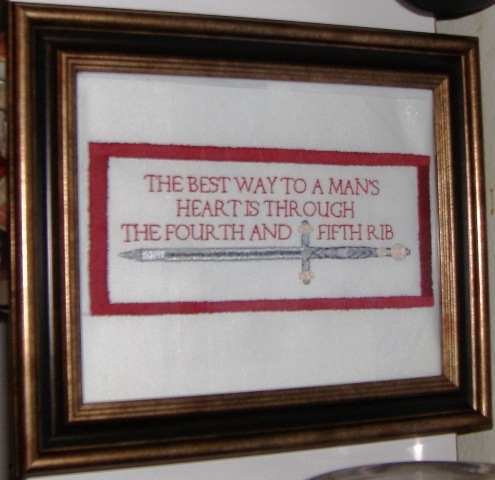 THE BEST WAY TO A MAN'S
HEART IS THROUGH
THE FOURTH AND FIFTH RIB